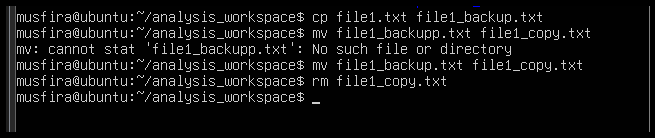 musfira@ubuntu:~/analysis_workspace$ cp file1.txt file1_backup.txt
musfira@ubuntu:~/analysis_workspace$ mv file1_backupp.txt file1_copy.txt
mv: cannot stat 'file1_backupp.txt': No such file or directory
musfira@ubuntu:~/analysis_workspace$ mv file1_backup.txt file1_copy.txt
musfira@ubuntu:~/analysis_workspace$ rm file1_copy.txt
musfira@ubuntu:~/analysis_workspace$ _